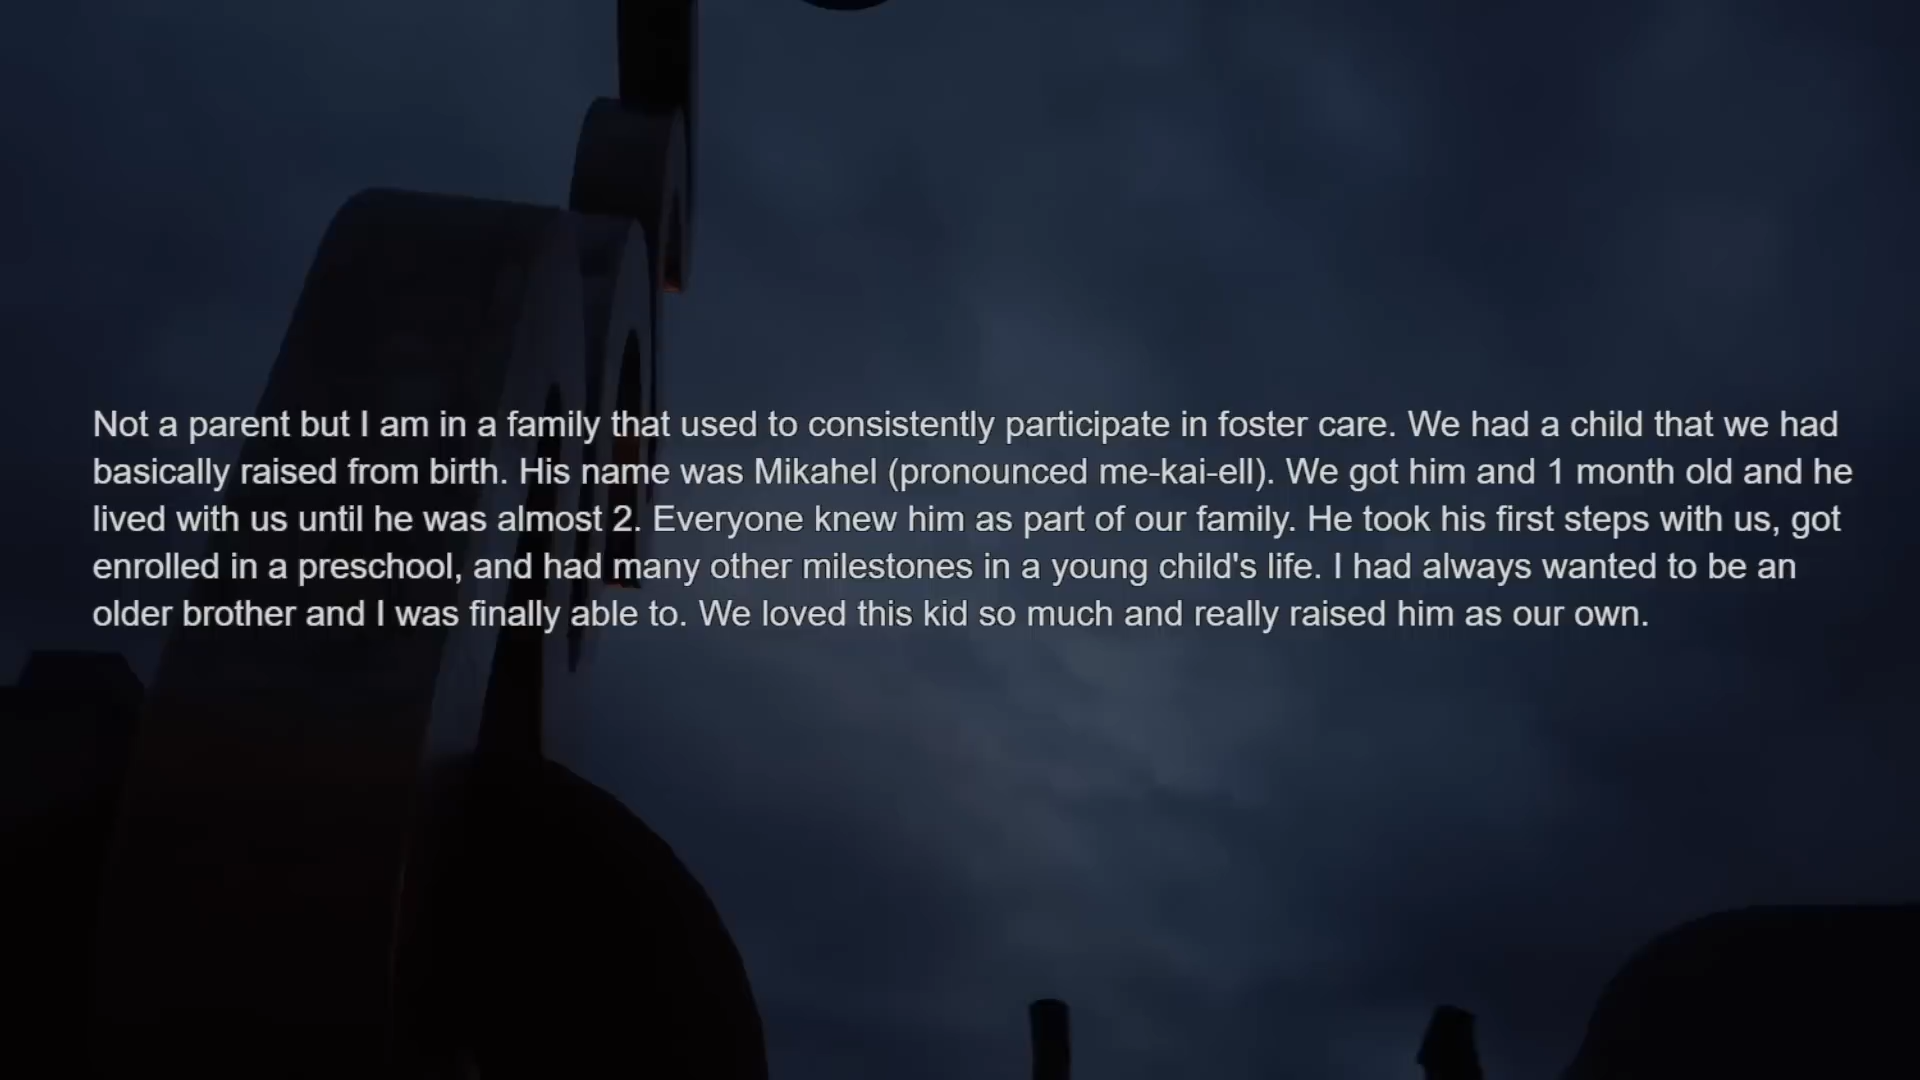 Not a parent but I am in a family that used to consistently participate in foster care. We had a child that we had
basically raised from birth. His name was Mikahel (pronounced me-kai-ell). We got him and 1 month old and he
lived with us until he was almost 2. Everyone knew him as part of our family. He took his first steps with us, got
enrolled in a preschool, and had many other milestones in a young child's life. I had always wanted to be an
older brother and I was finally able to. We loved this kid so much and really raised him as our own.